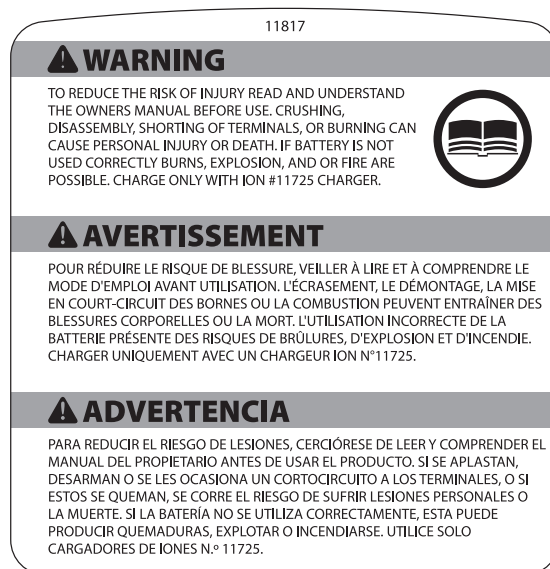 11817
WARNING
TO REDUCE THE RISK OF INJURY READ AND UNDERSTAND
THE OWNERS MANUAL BEFORE USE. CRUSHING,
DISASSEMBLY, SHORTING OF TERMINALS, OR BURNING CAN
CAUSE PERSONAL INJURY OR DEATH. IF BATTERY IS NOT
USED CORRECTLY BURNS, EXPLOSION, AND OR FIRE ARE
POSSIBLE. CHARGE ONLY WITH ION #11725 CHARGER.
AVERTISSEMENT
POUR RÉDUIRE LE RISQUE DE BLESSURE, VEILLER À LIRE ET À COMPRENDRE LE
MODE D'EMPLOI AVANT UTILISATION. L'ÉCRASEMENT, LE DÉMONTAGE, LA MISE
EN COURT-CIRCUIT DES BORNES OU LA COMBUSTION PEUVENT ENTRAÎNER DES
BLESSURES CORPORELLES OU LA MORT. L'UTILISATION INCORRECTE DE LA
BATTERIE PRÉSENTE DES RISQUES DE BRÛLURES, D'EXPLOSION ET D'INCENDIE.
CHARGER UNIQUEMENT AVEC UN CHARGEUR ION N°11725.
ADVERTENCIA
PARA REDUCIR EL RIESGO DE LESIONES, CERCIÓRESE DE LEER Y COMPRENDER EL
MANUAL DEL PROPIETARIO ANTES DE USAR EL PRODUCTO. SI SE APLASTAN,
DESARMAN O SE LES OCASIONA UN CORTOCIRCUITO A LOS TERMINALES, O SI
ESTOS SE QUEMAN, SE CORRE EL RIESGO DE SUFRIR LESIONES PERSONALES O
LA MUERTE. SI LA BATERÍA NO SE UTILIZA CORRECTAMENTE, ESTA PUEDE
PRODUCIR QUEMADURAS, EXPLOTAR O INCENDIARSE. UTILICE SOLO
CARGADORES DE IONES N.º 11725.